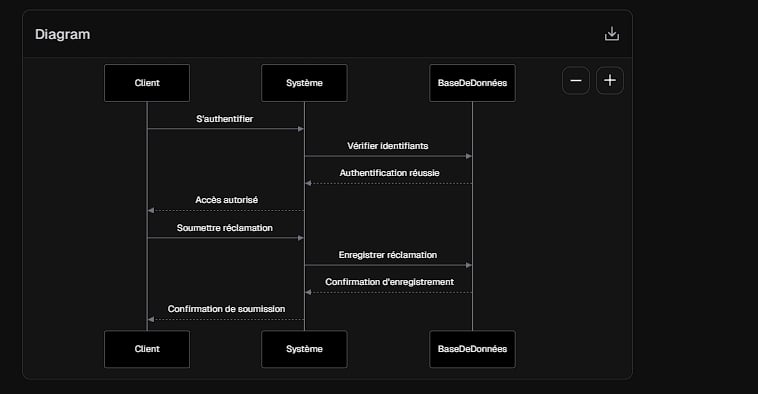 Diagram
Client
Système
BaseDeDonnées
S'authentifier
Vérifier identifiants
Authentification réussie
Accès autorisé
Soumettre réclamation
Enregistrer réclamation
Confirmation d'enregistrement
Confirmation de soumission
Client
Système
BaseDeDonnées